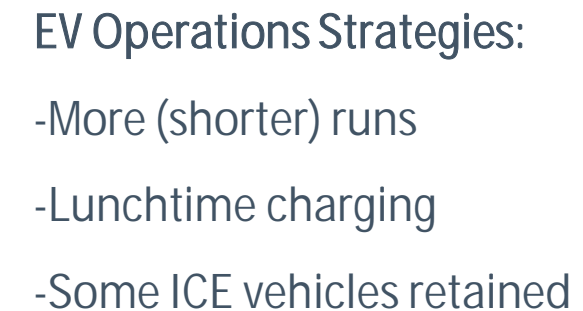 EV Operations Strategies:
-More (shorter) runs
-Lunchtime charging
-Some ICE vehicles retained